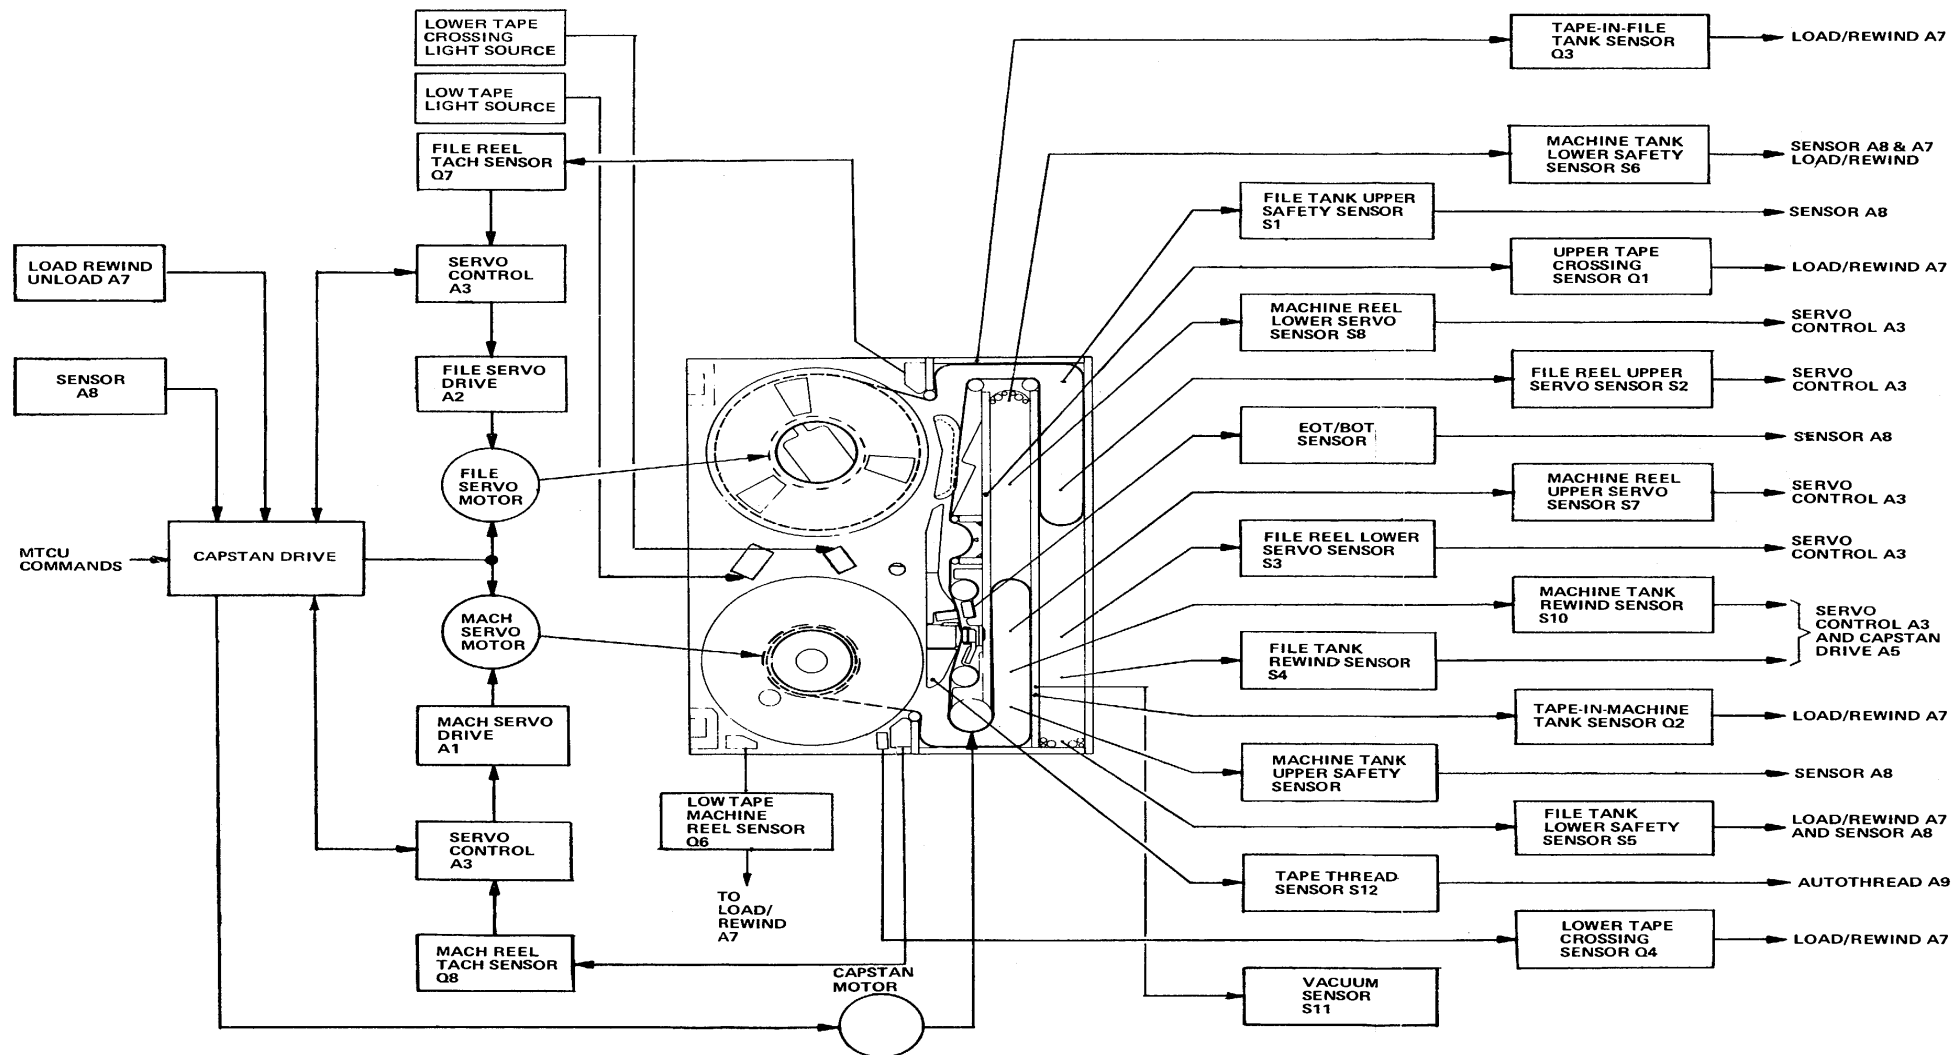 LOWER TAPE
CROSSING
LIGHT SOURCE
LOW TAPE
LIGHT SOURCE
FILE REEL
TACH SENSOR
Q7
LOAD REWIND
UNLOAD A7
SERVO
CONTROL
A3
SENSOR
A8
FILE SERVO
DRIVE
A2
FILE
SERVO
MOTOR
MTCU
COMMANDS
CAPSTAN DRIVE
MACH
SERVO
MOTOR
MACH SERVO
DRIVE
A1
SERVO
CONTROL
A3
MACH REEL
TACH SENSOR
Q8
LOW TAPE
MACHINE
REEL SENSOR
Q6
TO
LOAD/
REWIND
A7
CAPSTAN
MOTOR
TAPE-IN-FILE
TANK SENSOR
Q3
LOAD/REWIND A7
MACHINE TANK
LOWER SAFETY
SENSOR S6
SENSOR A8 & A7
LOAD/REWIND
FILE TANK UPPER
SAFETY SENSOR
S1
SENSOR A8
UPPER TAPE
CROSSING
SENSOR Q1
LOAD/REWIND A7
MACHINE REEL
LOWER SERVO
SENSOR S8
SERVO
CONTROL A3
FILE REEL UPPER
SERVO SENSOR S2
SERVO
CONTROL A3
EOT/BOT
SENSOR
SENSOR A8
MACHINE REEL
UPPER SERVO
SENSOR S7
SERVO
CONTROL A3
FILE REEL LOWER
SERVO SENSOR
S3
SERVO
CONTROL A3
MACHINE TANK
REWIND SENSOR
S10
SERVO
CONTROL A3
AND CAPSTAN
DRIVE A5
FILE TANK
REWIND SENSOR
S4
TAPE-IN-MACHINE
TANK SENSOR Q2
LOAD/REWIND A7
MACHINE TANK
UPPER SAFETY
SENSOR
SENSOR A8
FILE TANK
LOWER SAFETY
SENSOR S5
LOAD/REWIND A7
AND SENSOR A8
TAPE THREAD
SENSOR S12
AUTOTHREAD A9
LOWER TAPE
CROSSING
SENSOR Q4
LOAD/REWIND A7
VACUUM
SENSOR
S11